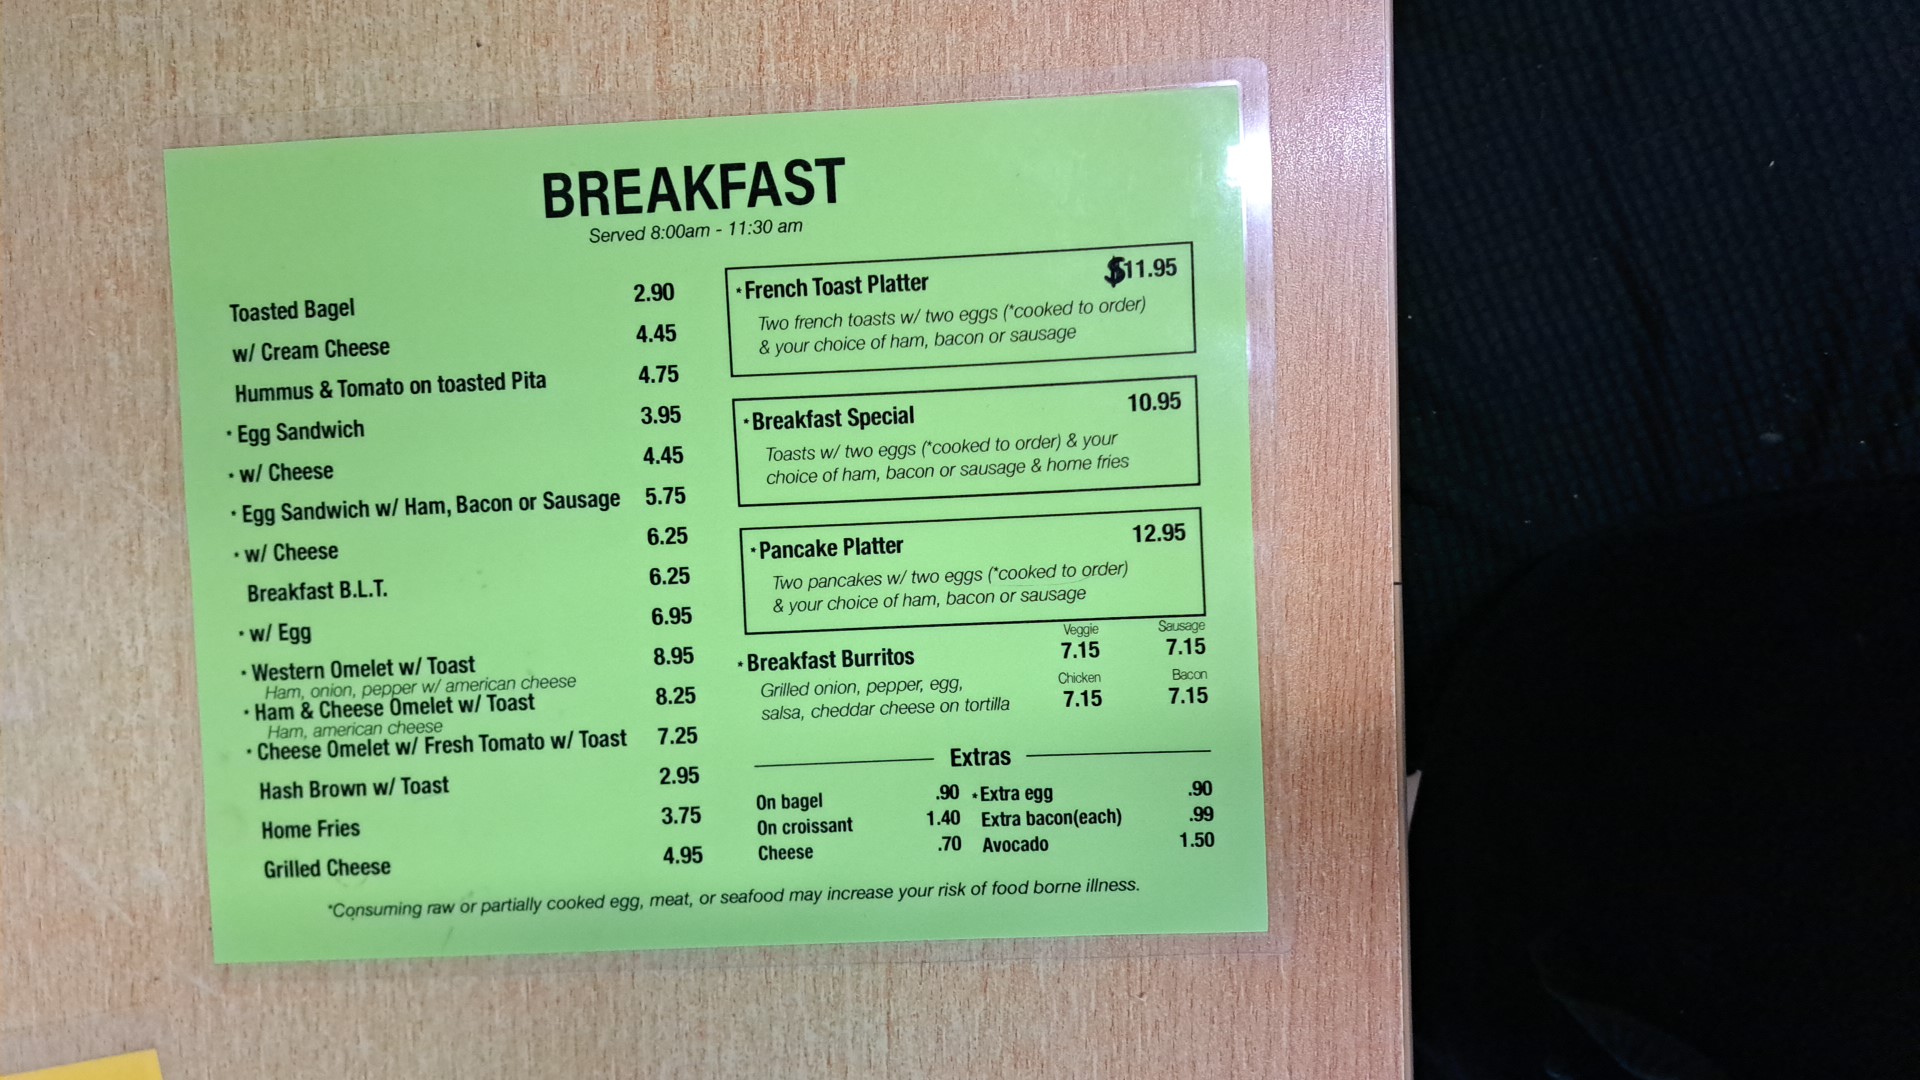 BREAKFAST
Served 8:00am - 11:30 am
Toasted Bagel 2.90
w/ Cream Cheese 4.45
Hummus & Tomato on toasted Pita 4.75
* Egg Sandwich 3.95
* w/ Cheese 4.45
* Egg Sandwich w/ Ham, Bacon or Sausage 5.75
* w/ Cheese 6.25
Breakfast B.L.T. 6.25
* w/ Egg 6.95
* Western Omelet w/ Toast 8.95
Ham, onion, pepper w/ american cheese
* Ham & Cheese Omelet w/ Toast 8.25
Ham, american cheese
* Cheese Omelet w/ Fresh Tomato w/ Toast 7.25
Hash Brown w/ Toast 2.95
Home Fries 3.75
Grilled Cheese 4.95
* French Toast Platter $11.95
Two french toasts w/ two eggs (*cooked to order)
& your choice of ham, bacon or sausage
* Breakfast Special 10.95
Toasts w/ two eggs (*cooked to order) & your
choice of ham, bacon or sausage & home fries
* Pancake Platter 12.95
Two pancakes w/ two eggs (*cooked to order)
& your choice of ham, bacon or sausage
Veggie Sausage
* Breakfast Burritos 7.15 7.15
Grilled onion, pepper, egg, Chicken Bacon
salsa, cheddar cheese on tortilla 7.15 7.15
Extras
On bagel .90 * Extra egg .90
On croissant 1.40 Extra bacon(each) .99
Cheese .70 Avocado 1.50
*Consuming raw or partially cooked egg, meat, or seafood may increase your risk of food borne illness.